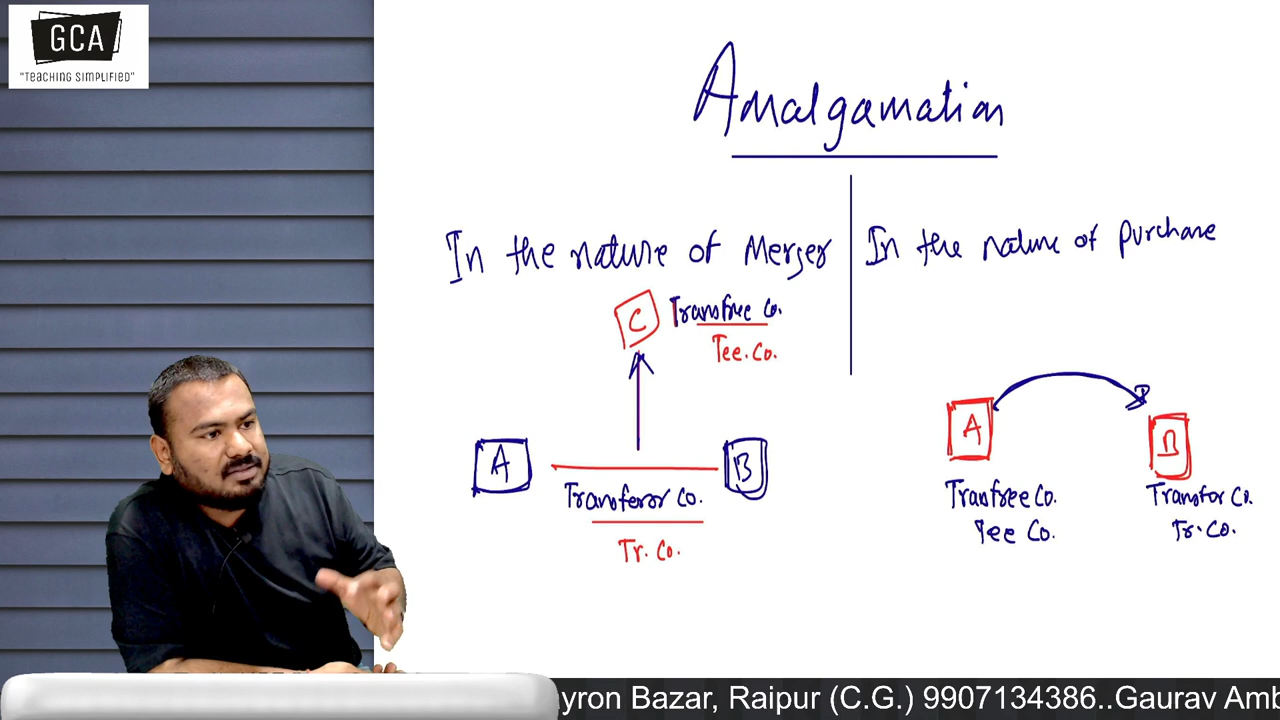 GCA
"TEACHING SIMPLIFIED"
Amalgamation
In the nature of Merger
In the nature of purchase
C
Transfree Co.
Tee. Co.
A
B
Transferor Co.
Tr. Co.
A
B
Tranfree Co.
Tee Co.
Transfor Co.
Tr. Co.
yron Bazar, Raipur (C.G.) 9907134386..Gaurav Amb